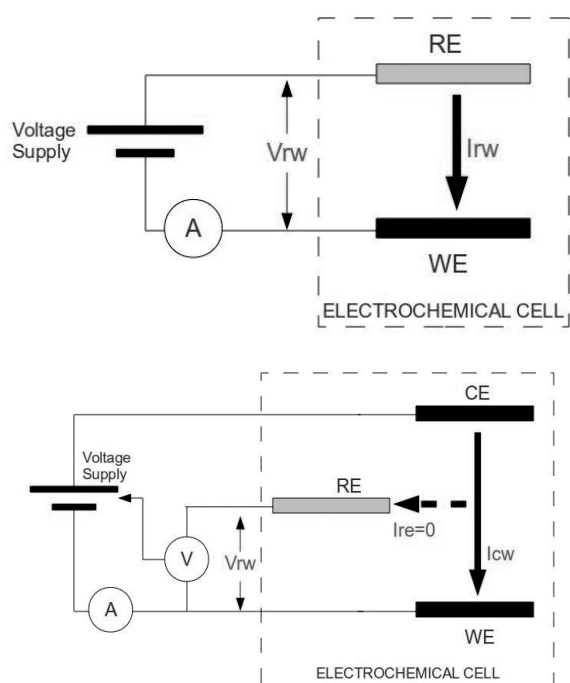 RE
Voltage
Supply
Vrw
Irw
A
WE
ELECTROCHEMICAL CELL
CE
Voltage
Supply
RE
Ire=0
V
Vrw
Icw
A
WE
ELECTROCHEMICAL CELL